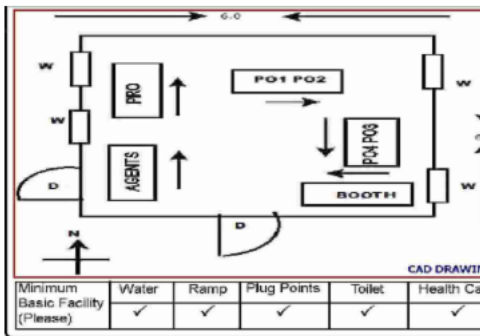 6.0
W
PRO
PO1 PO2
W
W
AGENTS
PO4 PO3
D
BOOTH
W
D
N
CAD DRAWIN
Minimum Basic Facility (Please) Water Ramp Plug Points Toilet Health Ca
✓ ✓ ✓ ✓ ✓